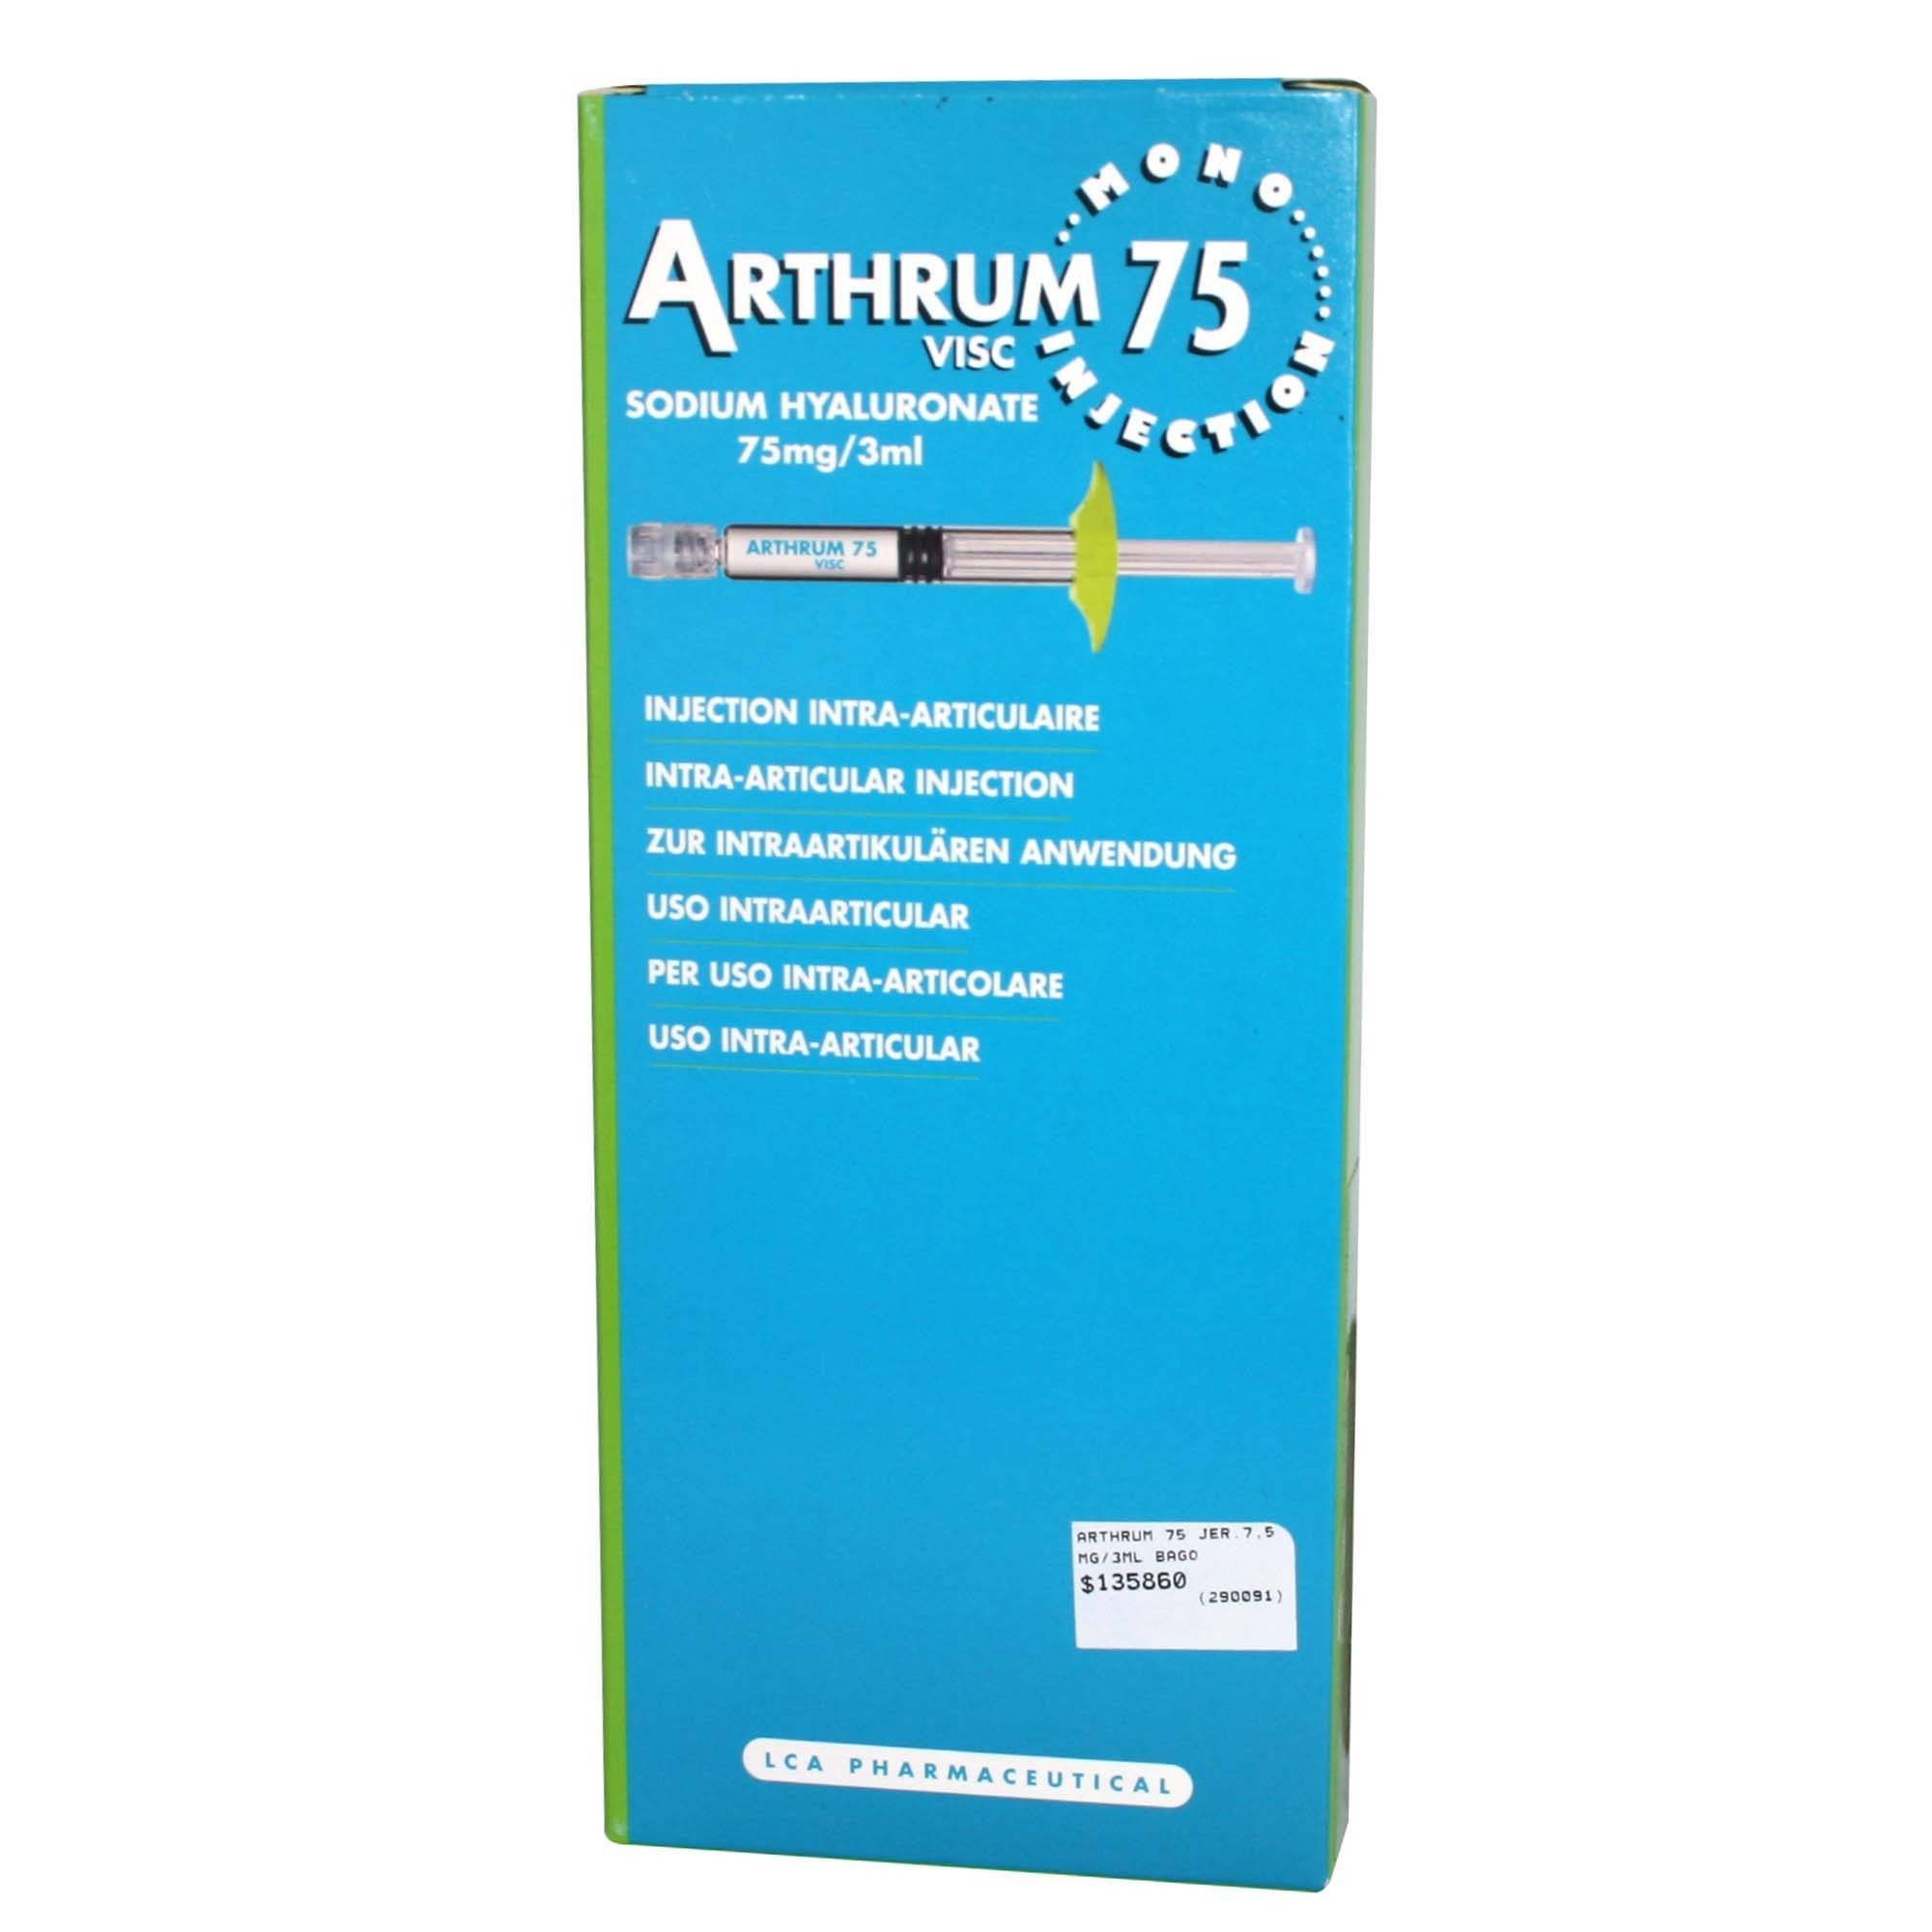 MONO
ARTHRUM 75
VISC
INJECTION
SODIUM HYALURONATE
75mg/3ml
ARTHRUM 75
VISC
INJECTION INTRA-ARTICULAIRE
INTRA-ARTICULAR INJECTION
ZUR INTRAARTIKULÄREN ANWENDUNG
USO INTRAARTICULAR
PER USO INTRA-ARTICOLARE
USO INTRA-ARTICULAR
ARTHRUM 75 JER.7,5
MG/3ML BAGO
$135860
(290091)
LCA PHARMACEUTICAL